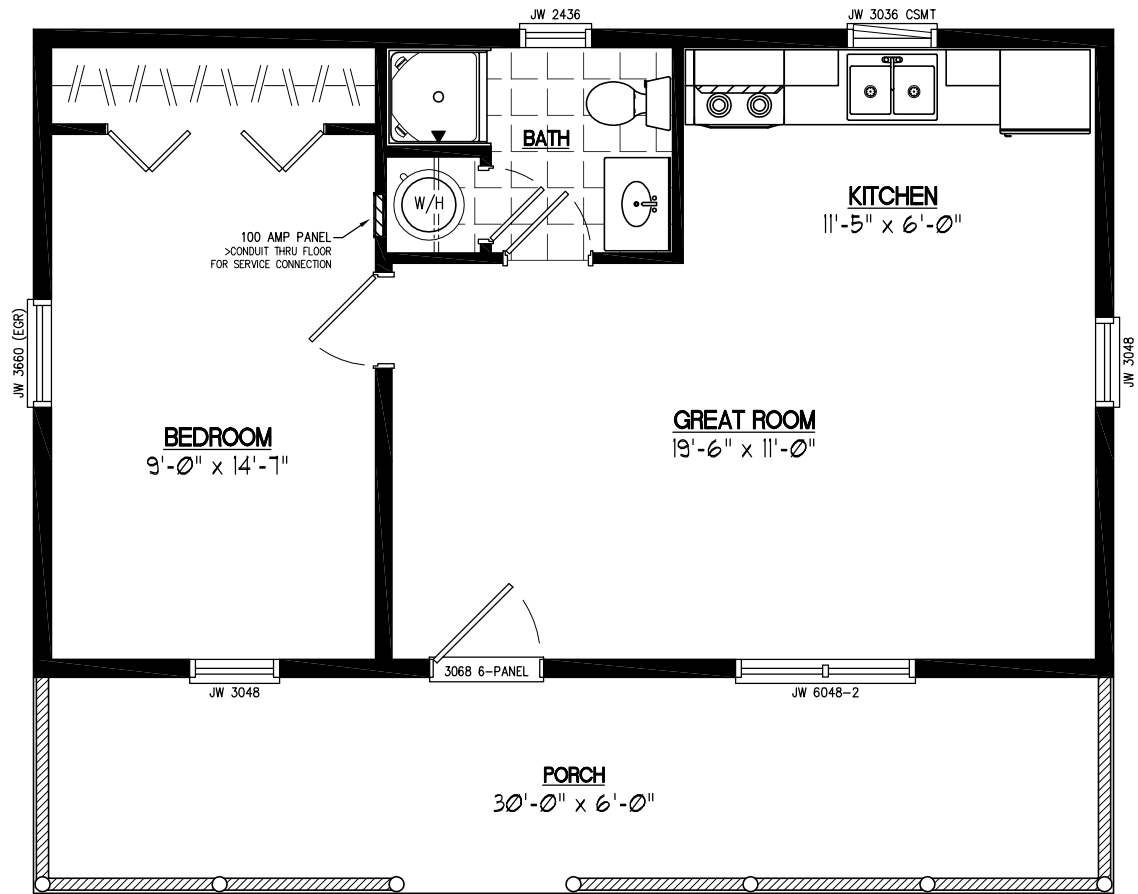 JW 2436
JW 3036 CSMT
BATH
KITCHEN
11'-5" x 6'-0"
W/H
100 AMP PANEL
>CONDUIT THRU FLOOR
FOR SERVICE CONNECTION
JW 3660 (EGR)
JW 3048
GREAT ROOM
19'-6" x 11'-0"
BEDROOM
9'-0" x 14'-7"
3068 6-PANEL
JW 3048
JW 6048-2
PORCH
30'-0" x 6'-0"